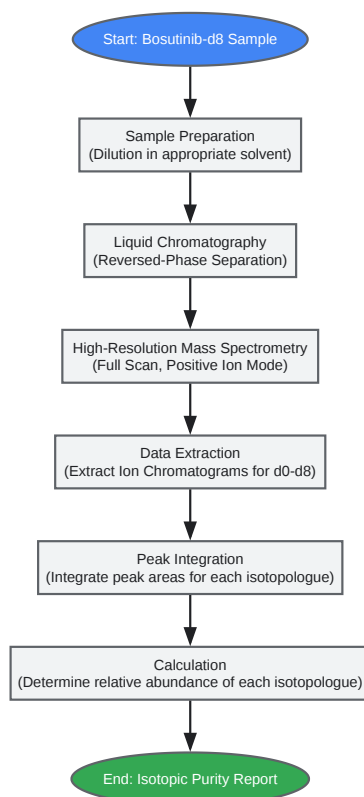 Start: Bosutinib-d8 Sample
Sample Preparation
(Dilution in appropriate solvent)
Liquid Chromatography
(Reversed-Phase Separation)
High-Resolution Mass Spectrometry
(Full Scan, Positive Ion Mode)
Data Extraction
(Extract Ion Chromatograms for d0-d8)
Peak Integration
(Integrate peak areas for each isotopologue)
Calculation
(Determine relative abundance of each isotopologue)
End: Isotopic Purity Report